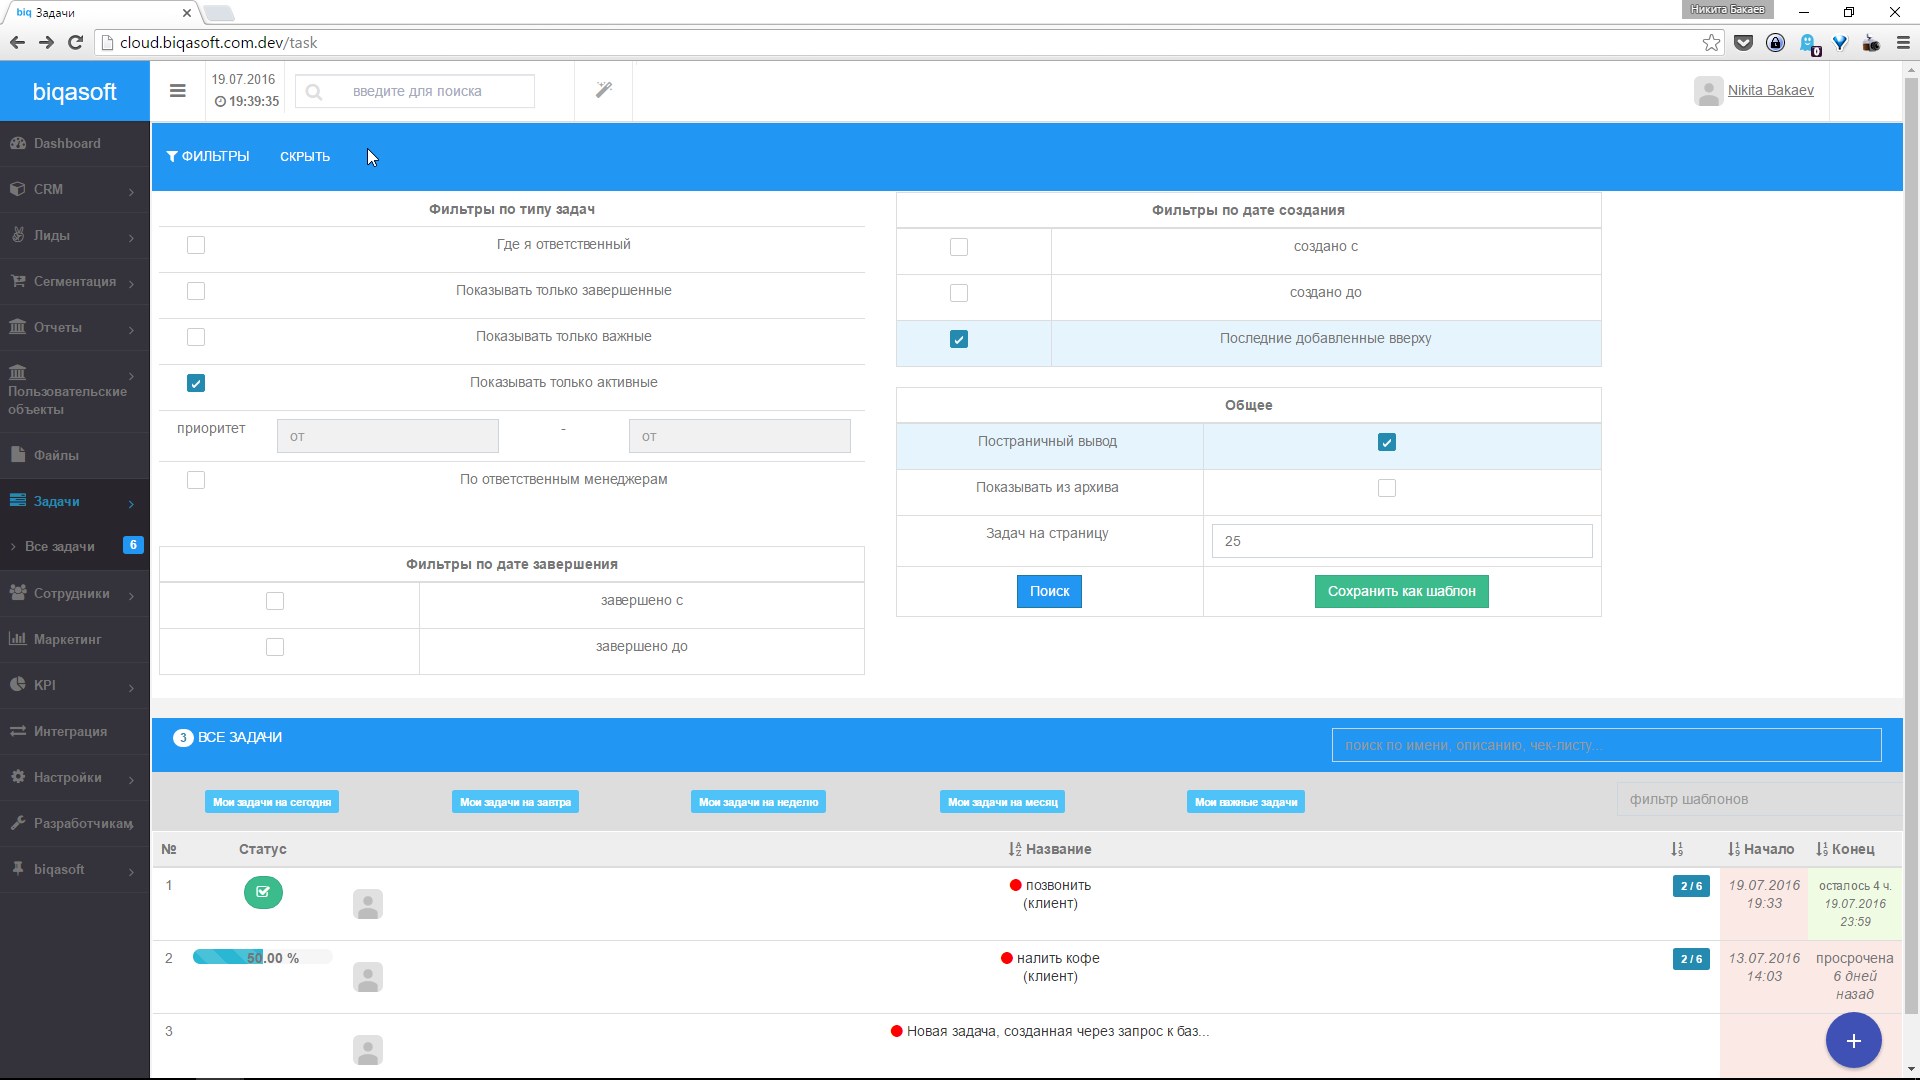 biq Задачи
Никита Бакаев
cloud.biqasoft.com.dev/task
0
biqasoft
19.07.2016
19:39:35
введите для поиска
Nikita Bakaev
Dashboard
CRM
Лиды
Сегментация
Отчеты
Пользовательские
объекты
Файлы
Задачи
Все задачи 6
Сотрудники
Маркетинг
KPI
Интеграция
Настройки
Разработчикам
biqasoft
ФИЛЬТРЫ СКРЫТЬ
Фильтры по типу задач
Где я ответственный
Показывать только завершенные
Показывать только важные
Показывать только активные
приоритет от - от
По ответственным менеджерам
Фильтры по дате завершения
завершено с
завершено до
Фильтры по дате создания
создано с
создано до
Последние добавленные вверху
Общее
Постраничный вывод
Показывать из архива
Задач на страницу 25
Поиск Сохранить как шаблон
3 ВСЕ ЗАДАЧИ поиск по имени, описанию, чек-листу...
Мои задачи на сегодня Мои задачи на завтра Мои задачи на неделю Мои задачи на месяц Мои важные задачи фильтр шаблонов
№ Статус Название Начало Конец
1 позвонить 2 / 6 19.07.2016 осталось 4 ч.
(клиент) 19:33 19.07.2016
23:59
2 50.00 % налить кофе 2 / 6 13.07.2016 просрочена
(клиент) 14:03 6 дней
назад
3 Новая задача, созданная через запрос к баз...
+